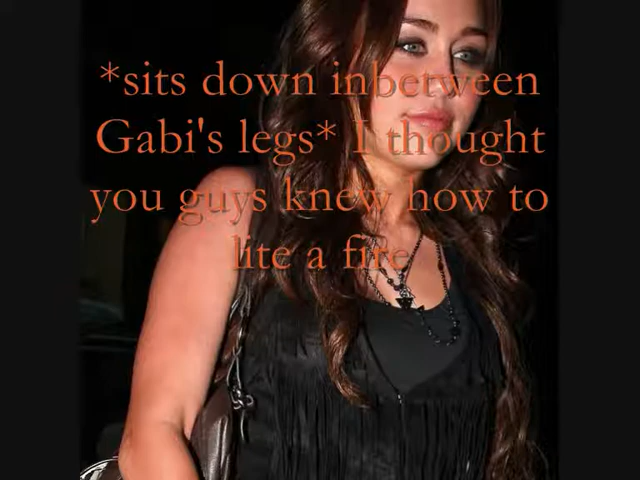 *sits down inbetween
Gabi's legs* I thought
you guys knew how to
lite a fire